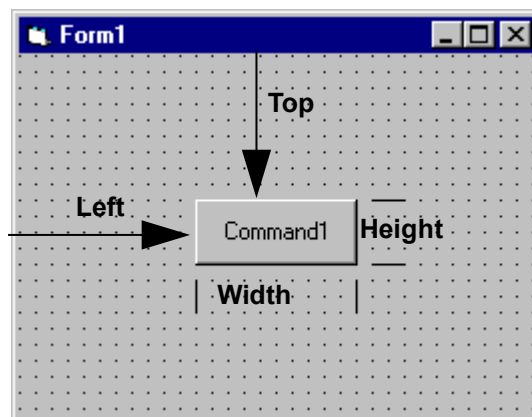 Form1
Top
Left
Command1
Height
Width